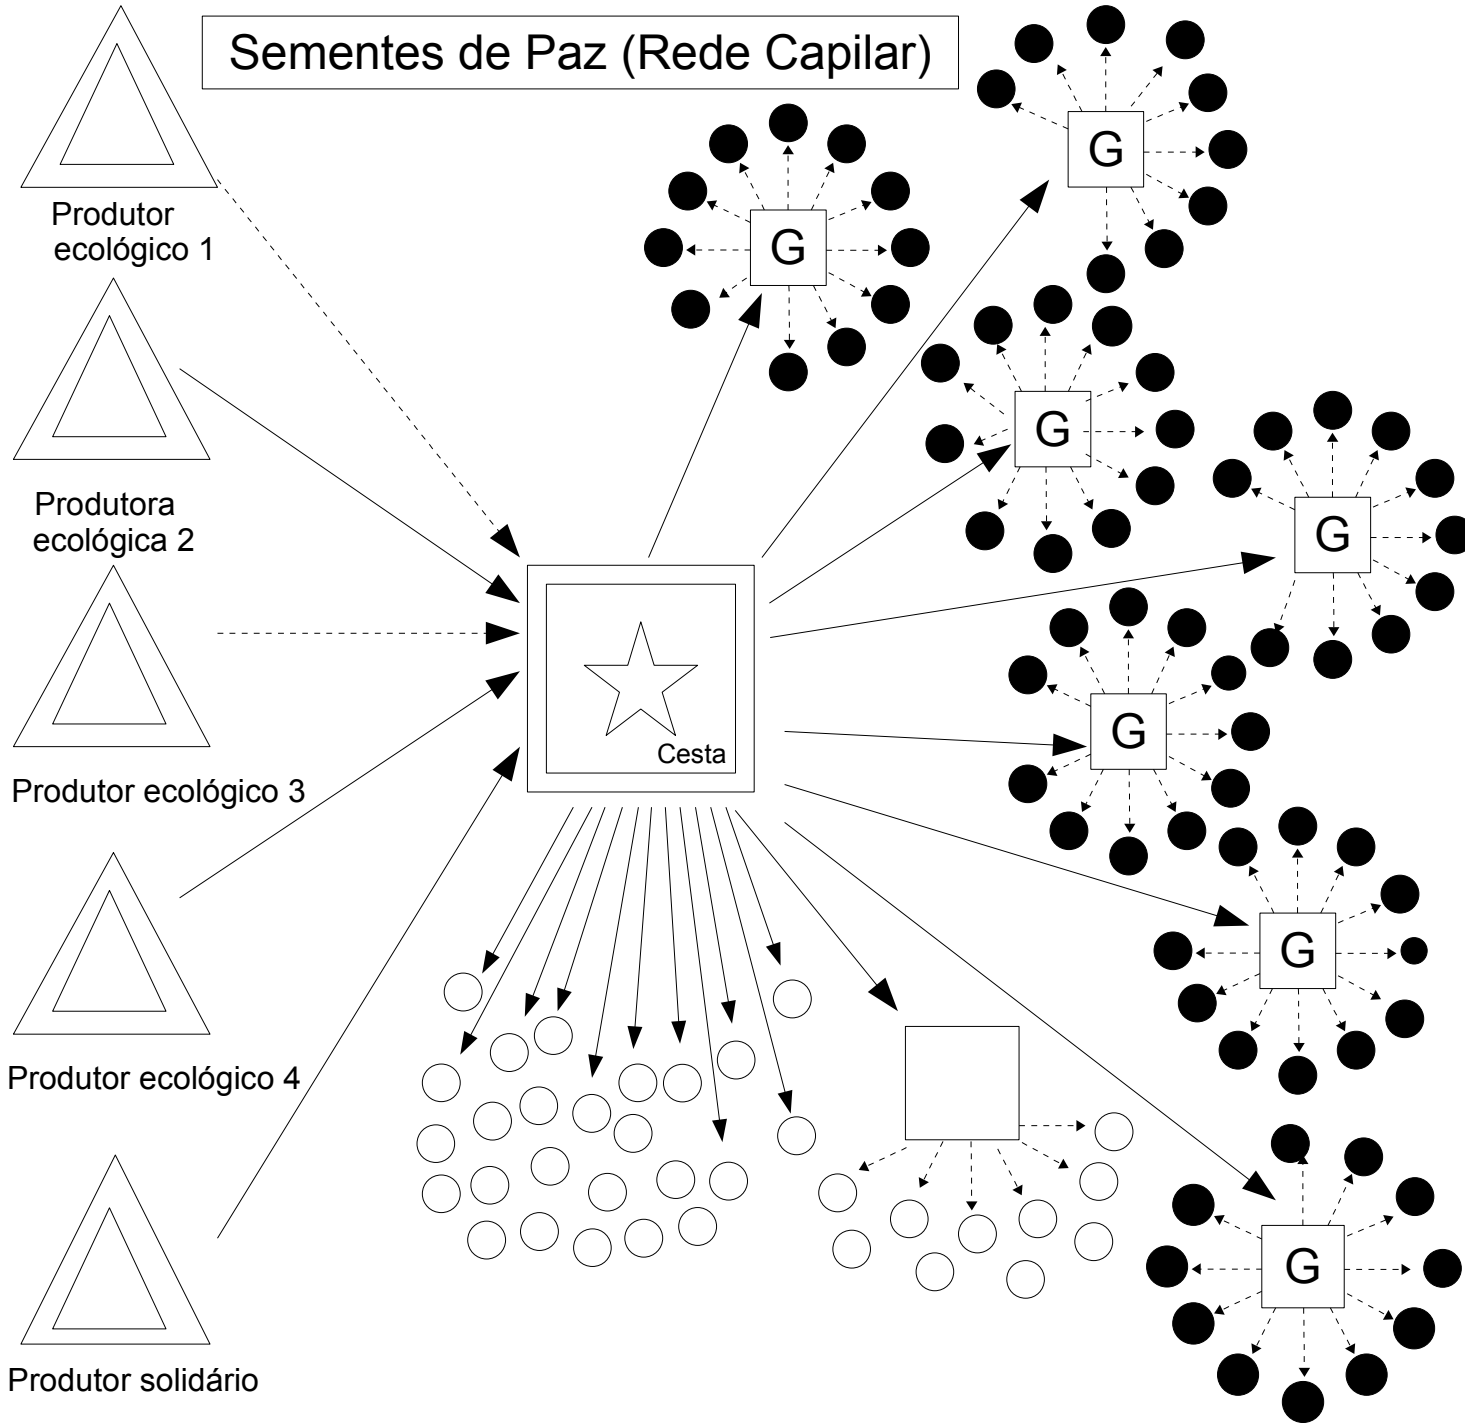 Sementes de Paz (Rede Capilar)
Produtor
ecológico 1
Produtora
ecológica 2
Produtor ecológico 3
Produtor ecológico 4
Produtor solidário
Cesta
G
G
G
G
G
G
G